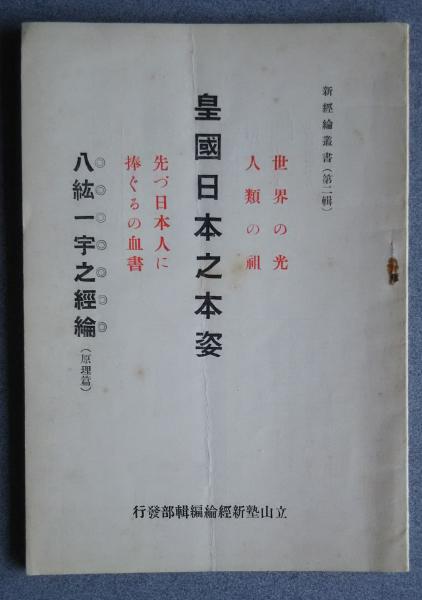 新經綸叢書（第二輯）
世界の光
人類の祖
皇國日本之本姿
先づ日本人に
捧ぐるの血書
八紘一宇之經綸（原理篇）
立山塾新經綸編輯部發行